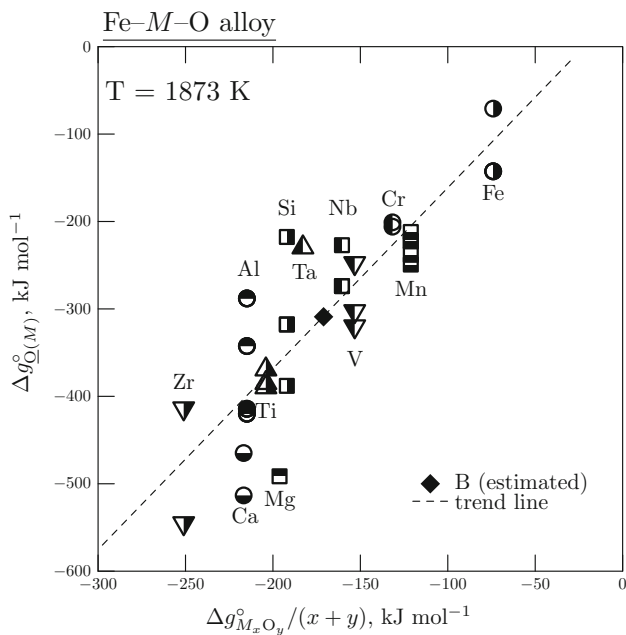 Fe–M–O alloy
T = 1873 K
0
−100
−200
−300
−400
−500
−600
Δg°O(M), kJ mol−1
Cr
Fe
Si
Nb
Ta
Mn
Al
V
Zr
Ti
Mg
Ca
B (estimated)
trend line
−300
−250
−200
−150
−100
−50
0
Δg°MxOy/(x + y), kJ mol−1